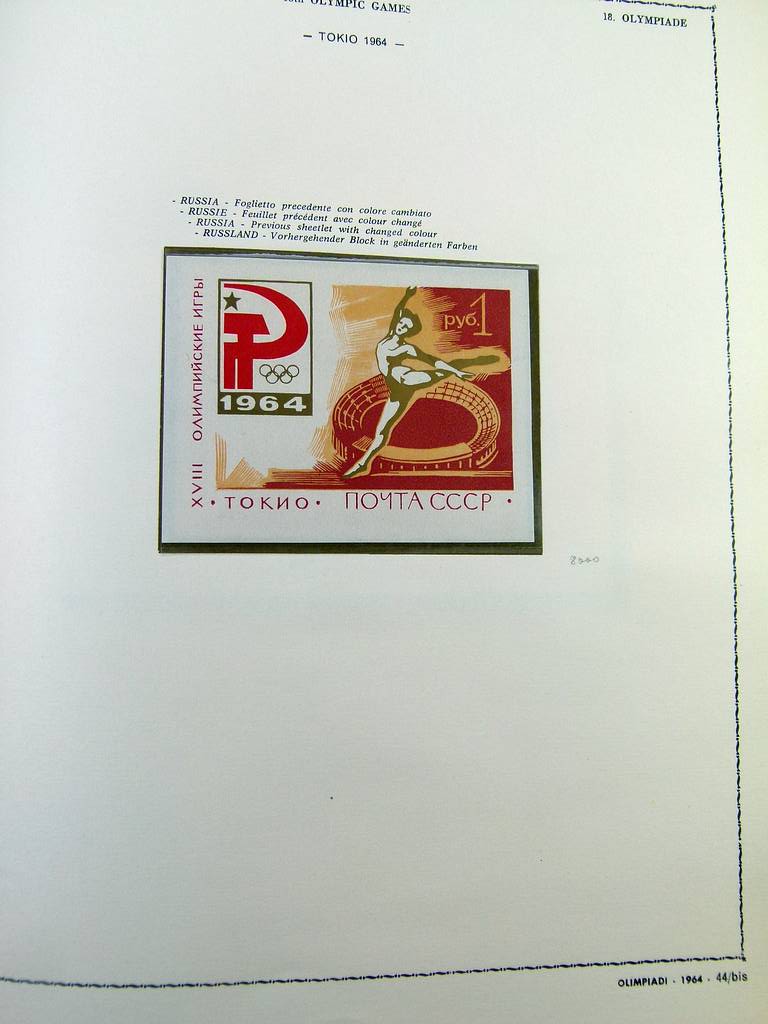 OLYMPIC GAMES
18. OLYMPIADE
— TOKIO 1964 —
- RUSSIA - Foglietto precedente con colore cambiato
- RUSSIE - Feuillet précédent avec colour changé
- RUSSIA - Previous sheetlet with changed colour
- RUSSLAND - Vorhergehender Block in geänderten Farben
XVIII ОЛИМПИЙСКИЕ ИГРЫ
1964
руб.1
• ТОКИО • ПОЧТА СССР •
8000
OLIMPIADI - 1964 - 44/bis